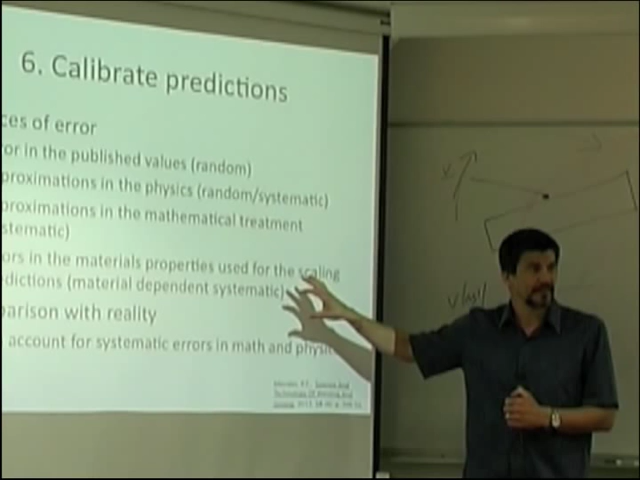 6. Calibrate predictions
ces of error
or in the published values (random)
proximations in the physics (random/systematic)
proximations in the mathematical treatment
stematic)
ors in the materials properties used for the scaling
dictions (material dependent systematic)
parison with reality
account for systematic errors in math and physi